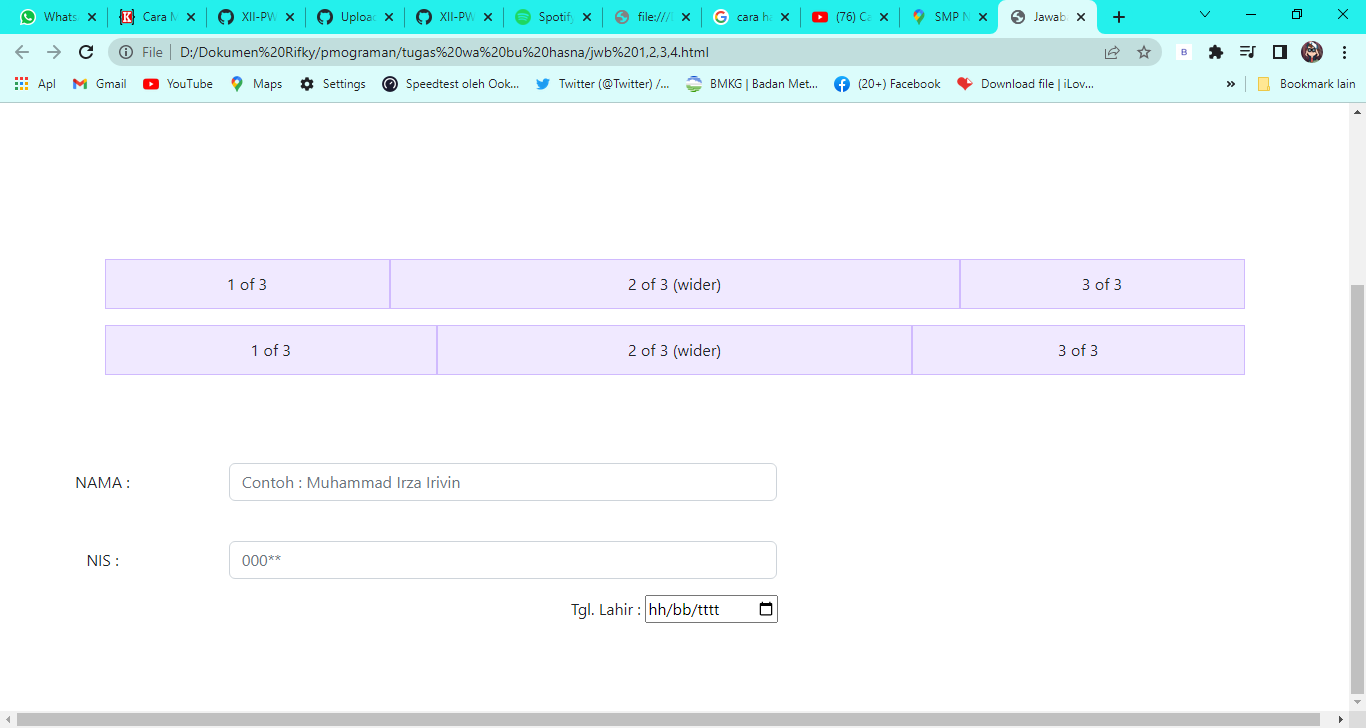 Whats
Cara M
XII-PW
Uploac
XII-PW
Spotify
file:///
cara ha
(76) Ca
SMP N
Jawab
File
D:/Dokumen%20Rifky/pmograman/tugas%20wa%20bu%20hasna/jwb%201,2,3,4.html
B
Apl
Gmail
YouTube
Maps
Settings
Speedtest oleh Ook...
Twitter (@Twitter) /...
BMKG | Badan Met...
(20+) Facebook
Download file | iLov...
»
Bookmark lain
1 of 3 2 of 3 (wider) 3 of 3
1 of 3 2 of 3 (wider) 3 of 3
NAMA : Contoh : Muhammad Irza Irivin
NIS : 000**
Tgl. Lahir : hh/bb/tttt